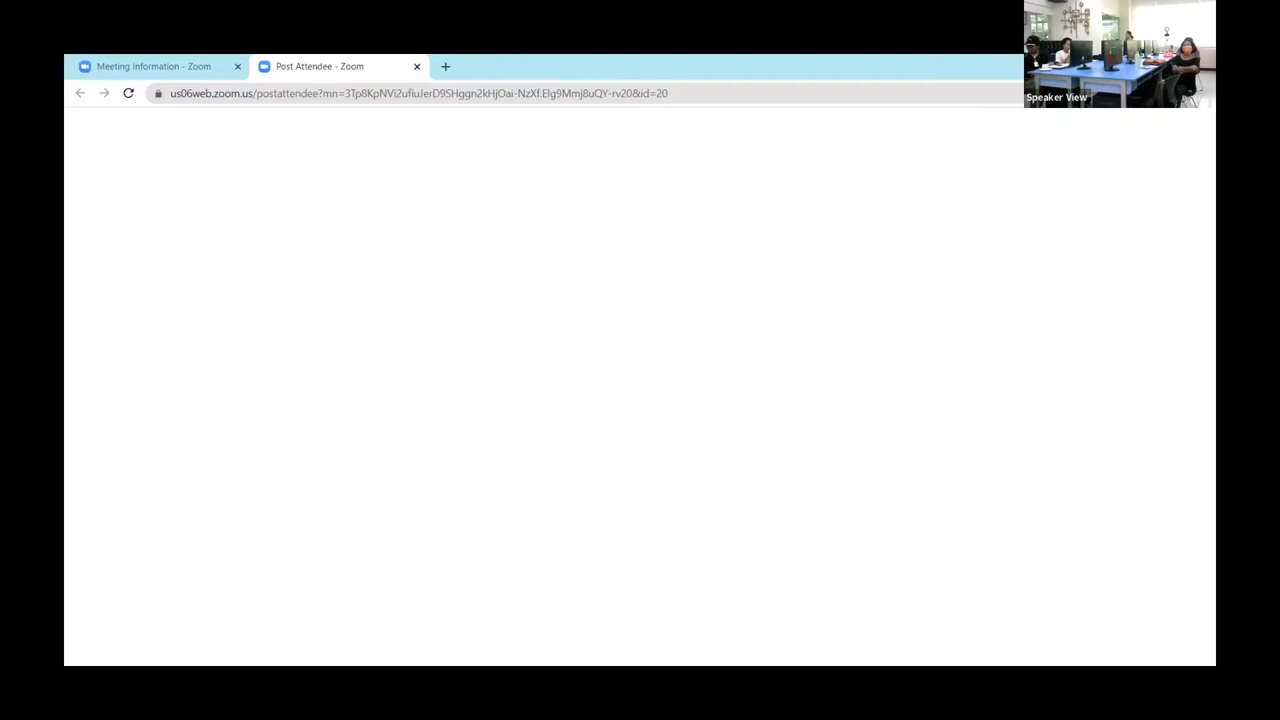 Meeting Information - Zoom
Post Attendee - Zoom
us06web.zoom.us/postattendee?mn=3Tp8KpNVi2ufiuJerD9SHggn2kHjOai-NzXf.Elg9Mmj8uQY-rv20&id=20
Speaker View